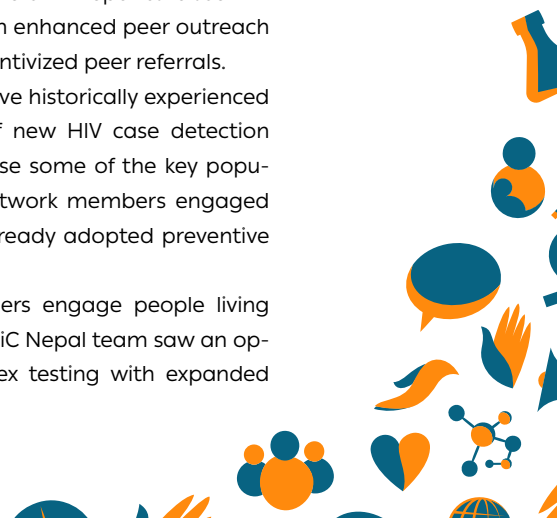 enhanced peer outreach
ntivized peer referrals.
ve historically experienced
new HIV case detection
se some of the key popu-
twork members engaged
ready adopted preventive
ers engage people living
iC Nepal team saw an op-
ex testing with expanded